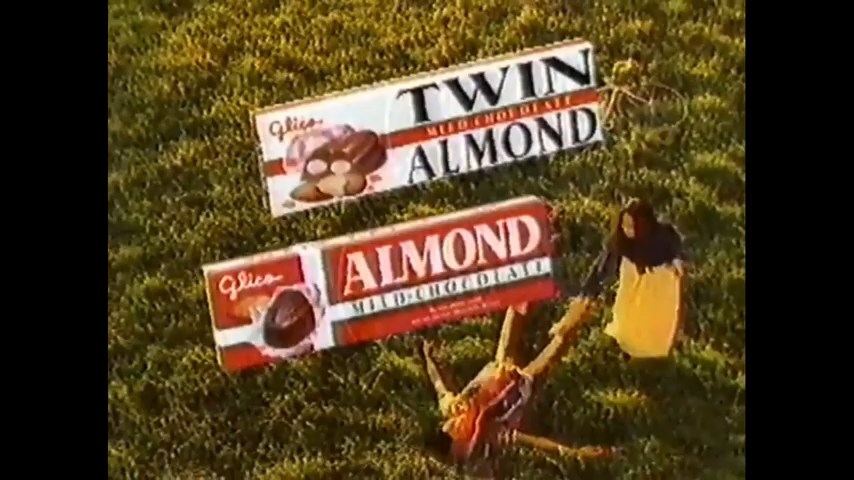 Glico
TWIN
MILD-CHOCOLATE
ALMOND
Glico
ALMOND
MILD-CHOCOLATE